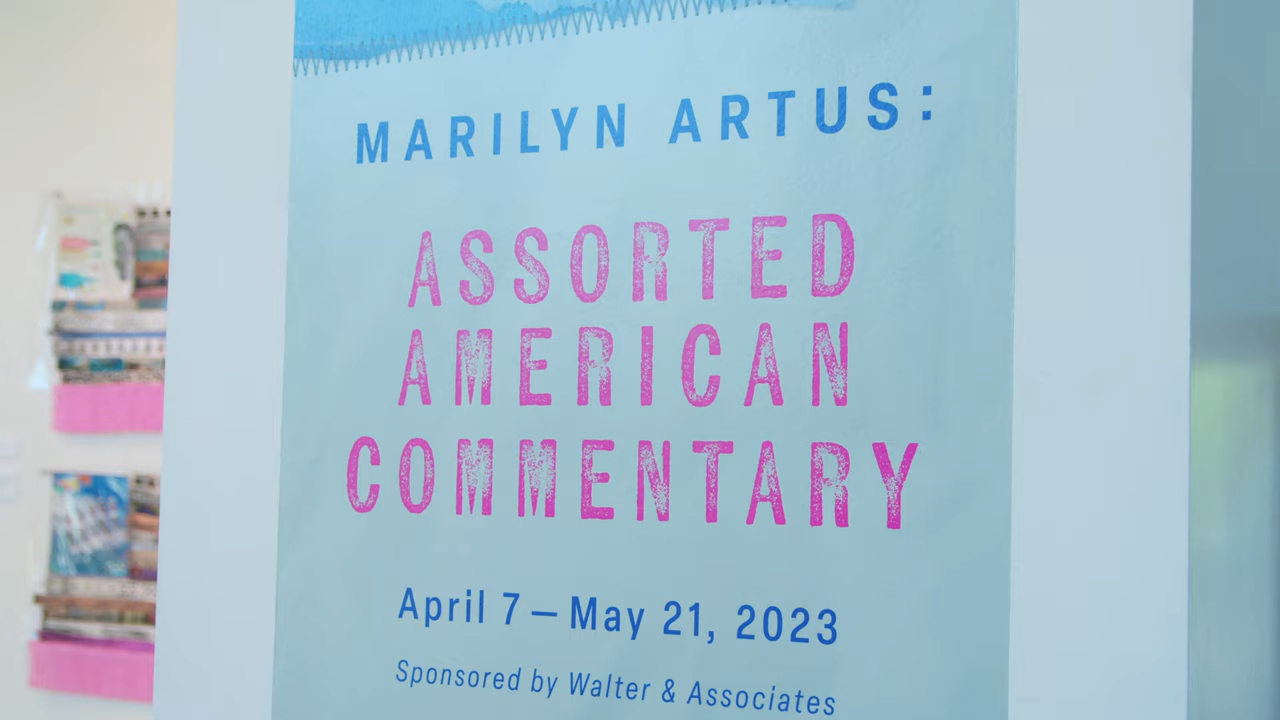 MARILYN ARTUS:
ASSORTED
AMERICAN
COMMENTARY
April 7 – May 21, 2023
Sponsored by Walter & Associates